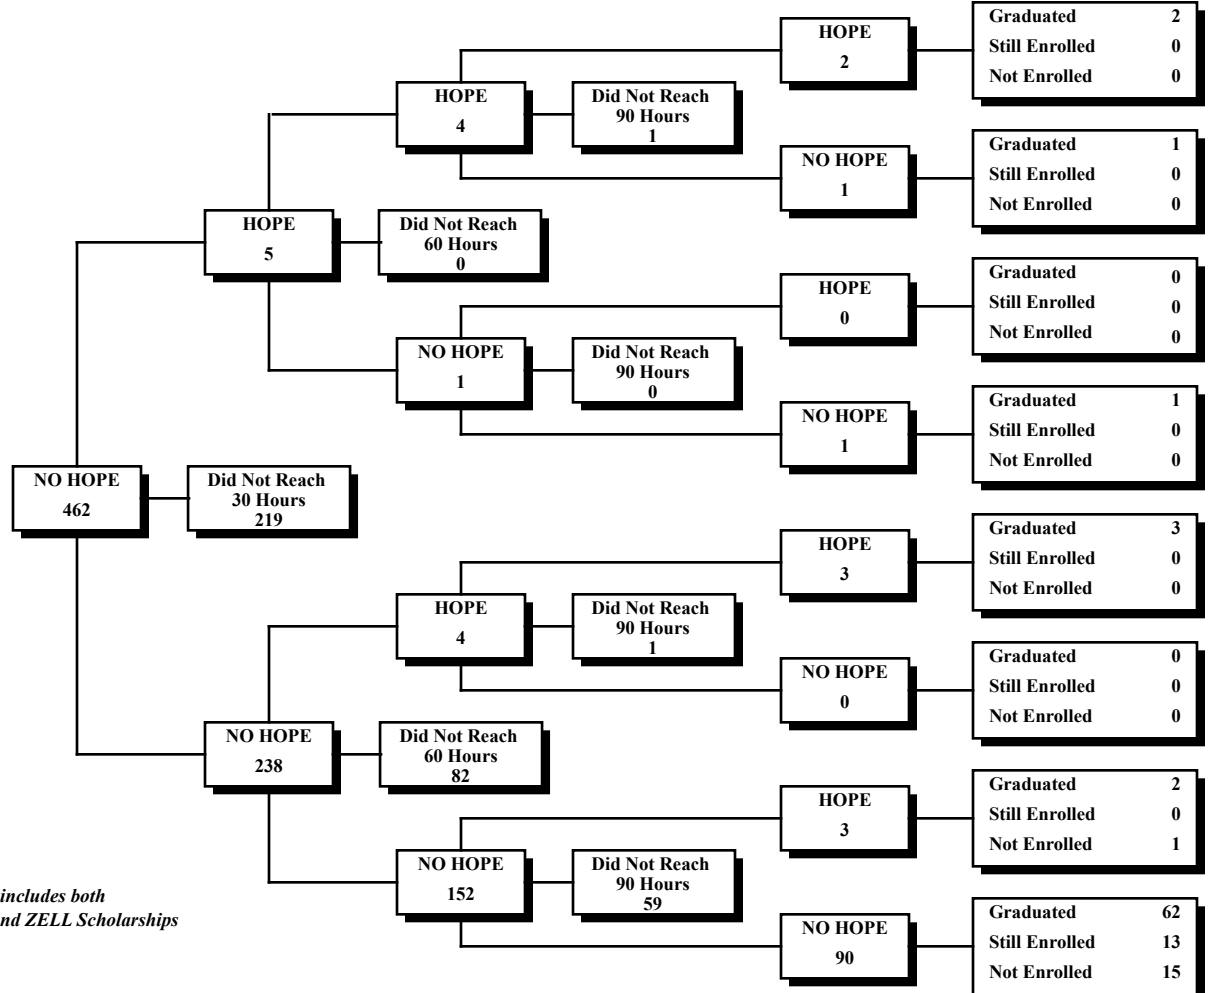 HOPE
2
Graduated 2
Still Enrolled 0
Not Enrolled 0
HOPE
4
Did Not Reach
90 Hours
1
NO HOPE
1
Graduated 1
Still Enrolled 0
Not Enrolled 0
HOPE
5
Did Not Reach
60 Hours
0
HOPE
0
Graduated 0
Still Enrolled 0
Not Enrolled 0
NO HOPE
1
Did Not Reach
90 Hours
0
NO HOPE
1
Graduated 1
Still Enrolled 0
Not Enrolled 0
NO HOPE
462
Did Not Reach
30 Hours
219
HOPE
3
Graduated 3
Still Enrolled 0
Not Enrolled 0
HOPE
4
Did Not Reach
90 Hours
1
NO HOPE
0
Graduated 0
Still Enrolled 0
Not Enrolled 0
NO HOPE
238
Did Not Reach
60 Hours
82
HOPE
3
Graduated 2
Still Enrolled 0
Not Enrolled 1
NO HOPE
152
Did Not Reach
90 Hours
59
NO HOPE
90
Graduated 62
Still Enrolled 13
Not Enrolled 15
includes both
nd ZELL Scholarships